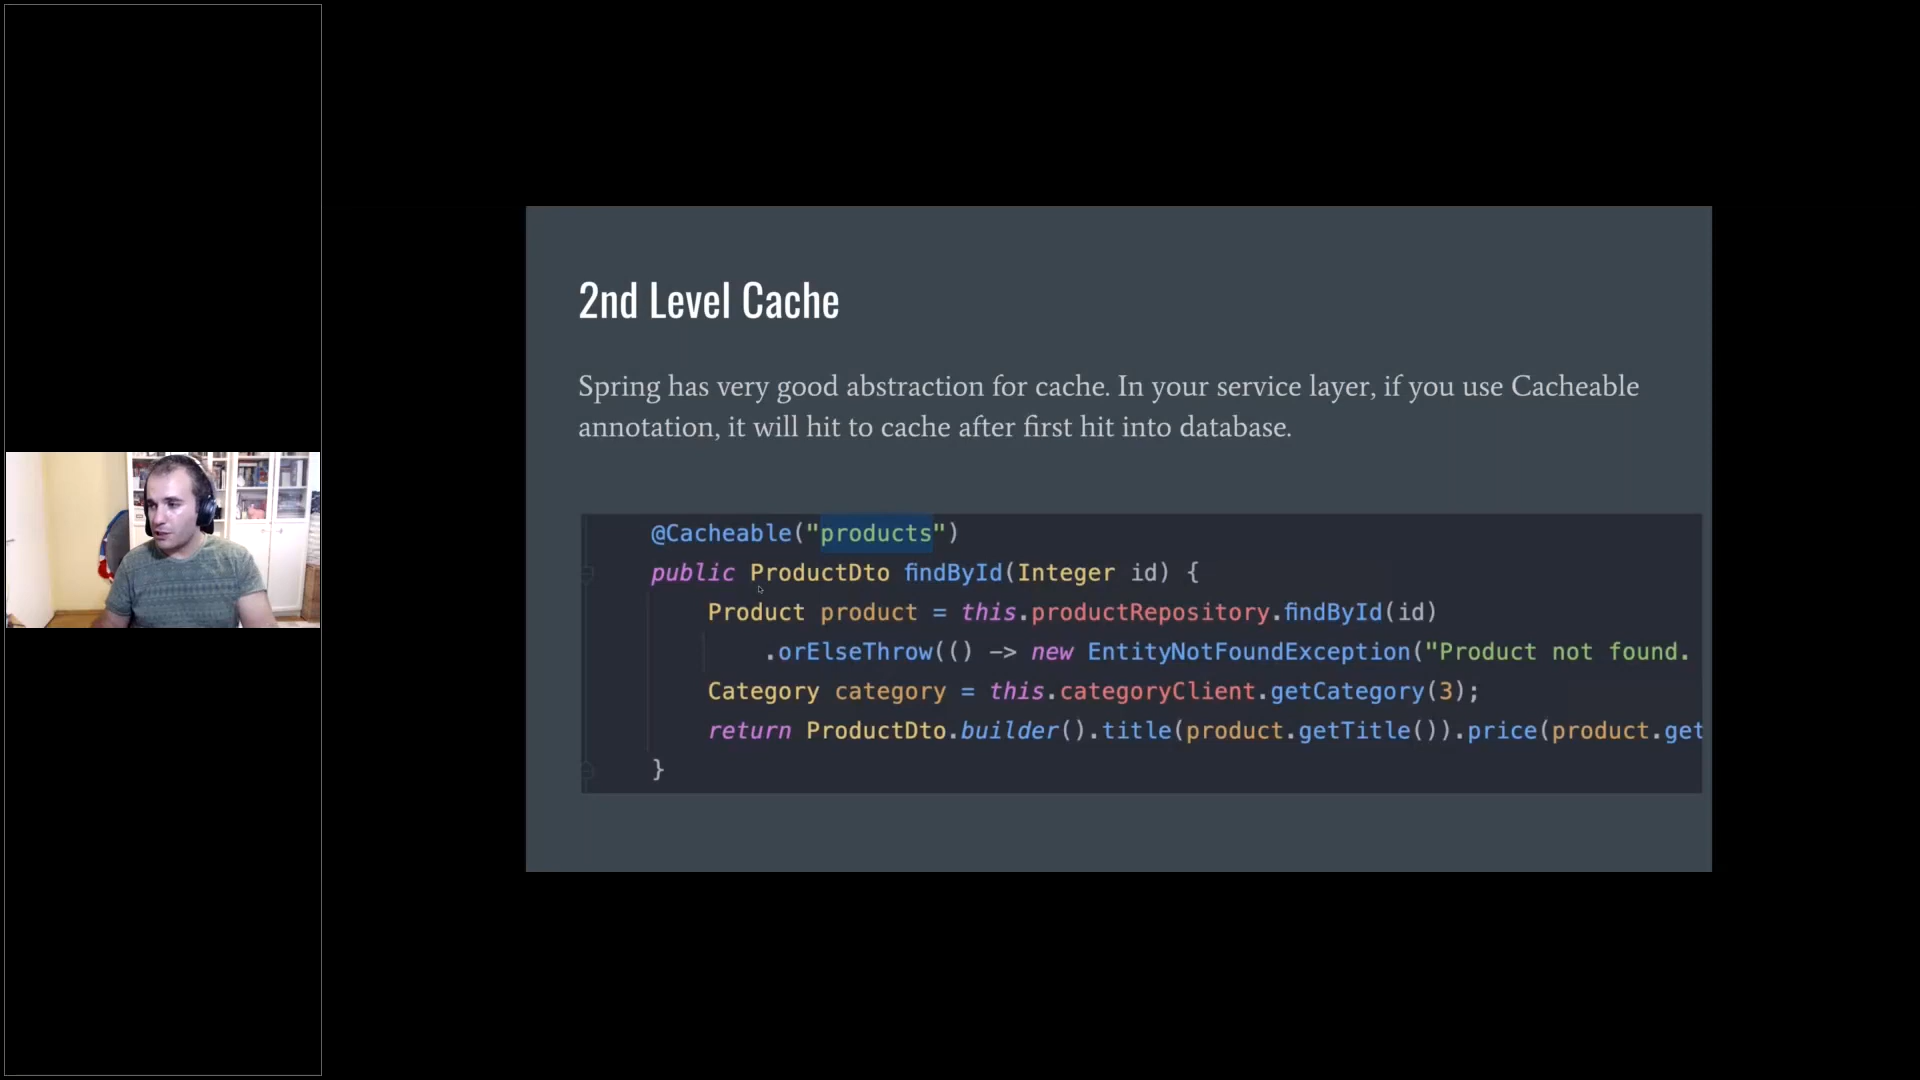 2nd Level Cache
Spring has very good abstraction for cache. In your service layer, if you use Cacheable
annotation, it will hit to cache after first hit into database.
@Cacheable("products")
public ProductDto findById(Integer id) {
Product product = this.productRepository.findById(id)
.orElseThrow(() -> new EntityNotFoundException("Product not found.
Category category = this.categoryClient.getCategory(3);
return ProductDto.builder().title(product.getTitle()).price(product.get
}